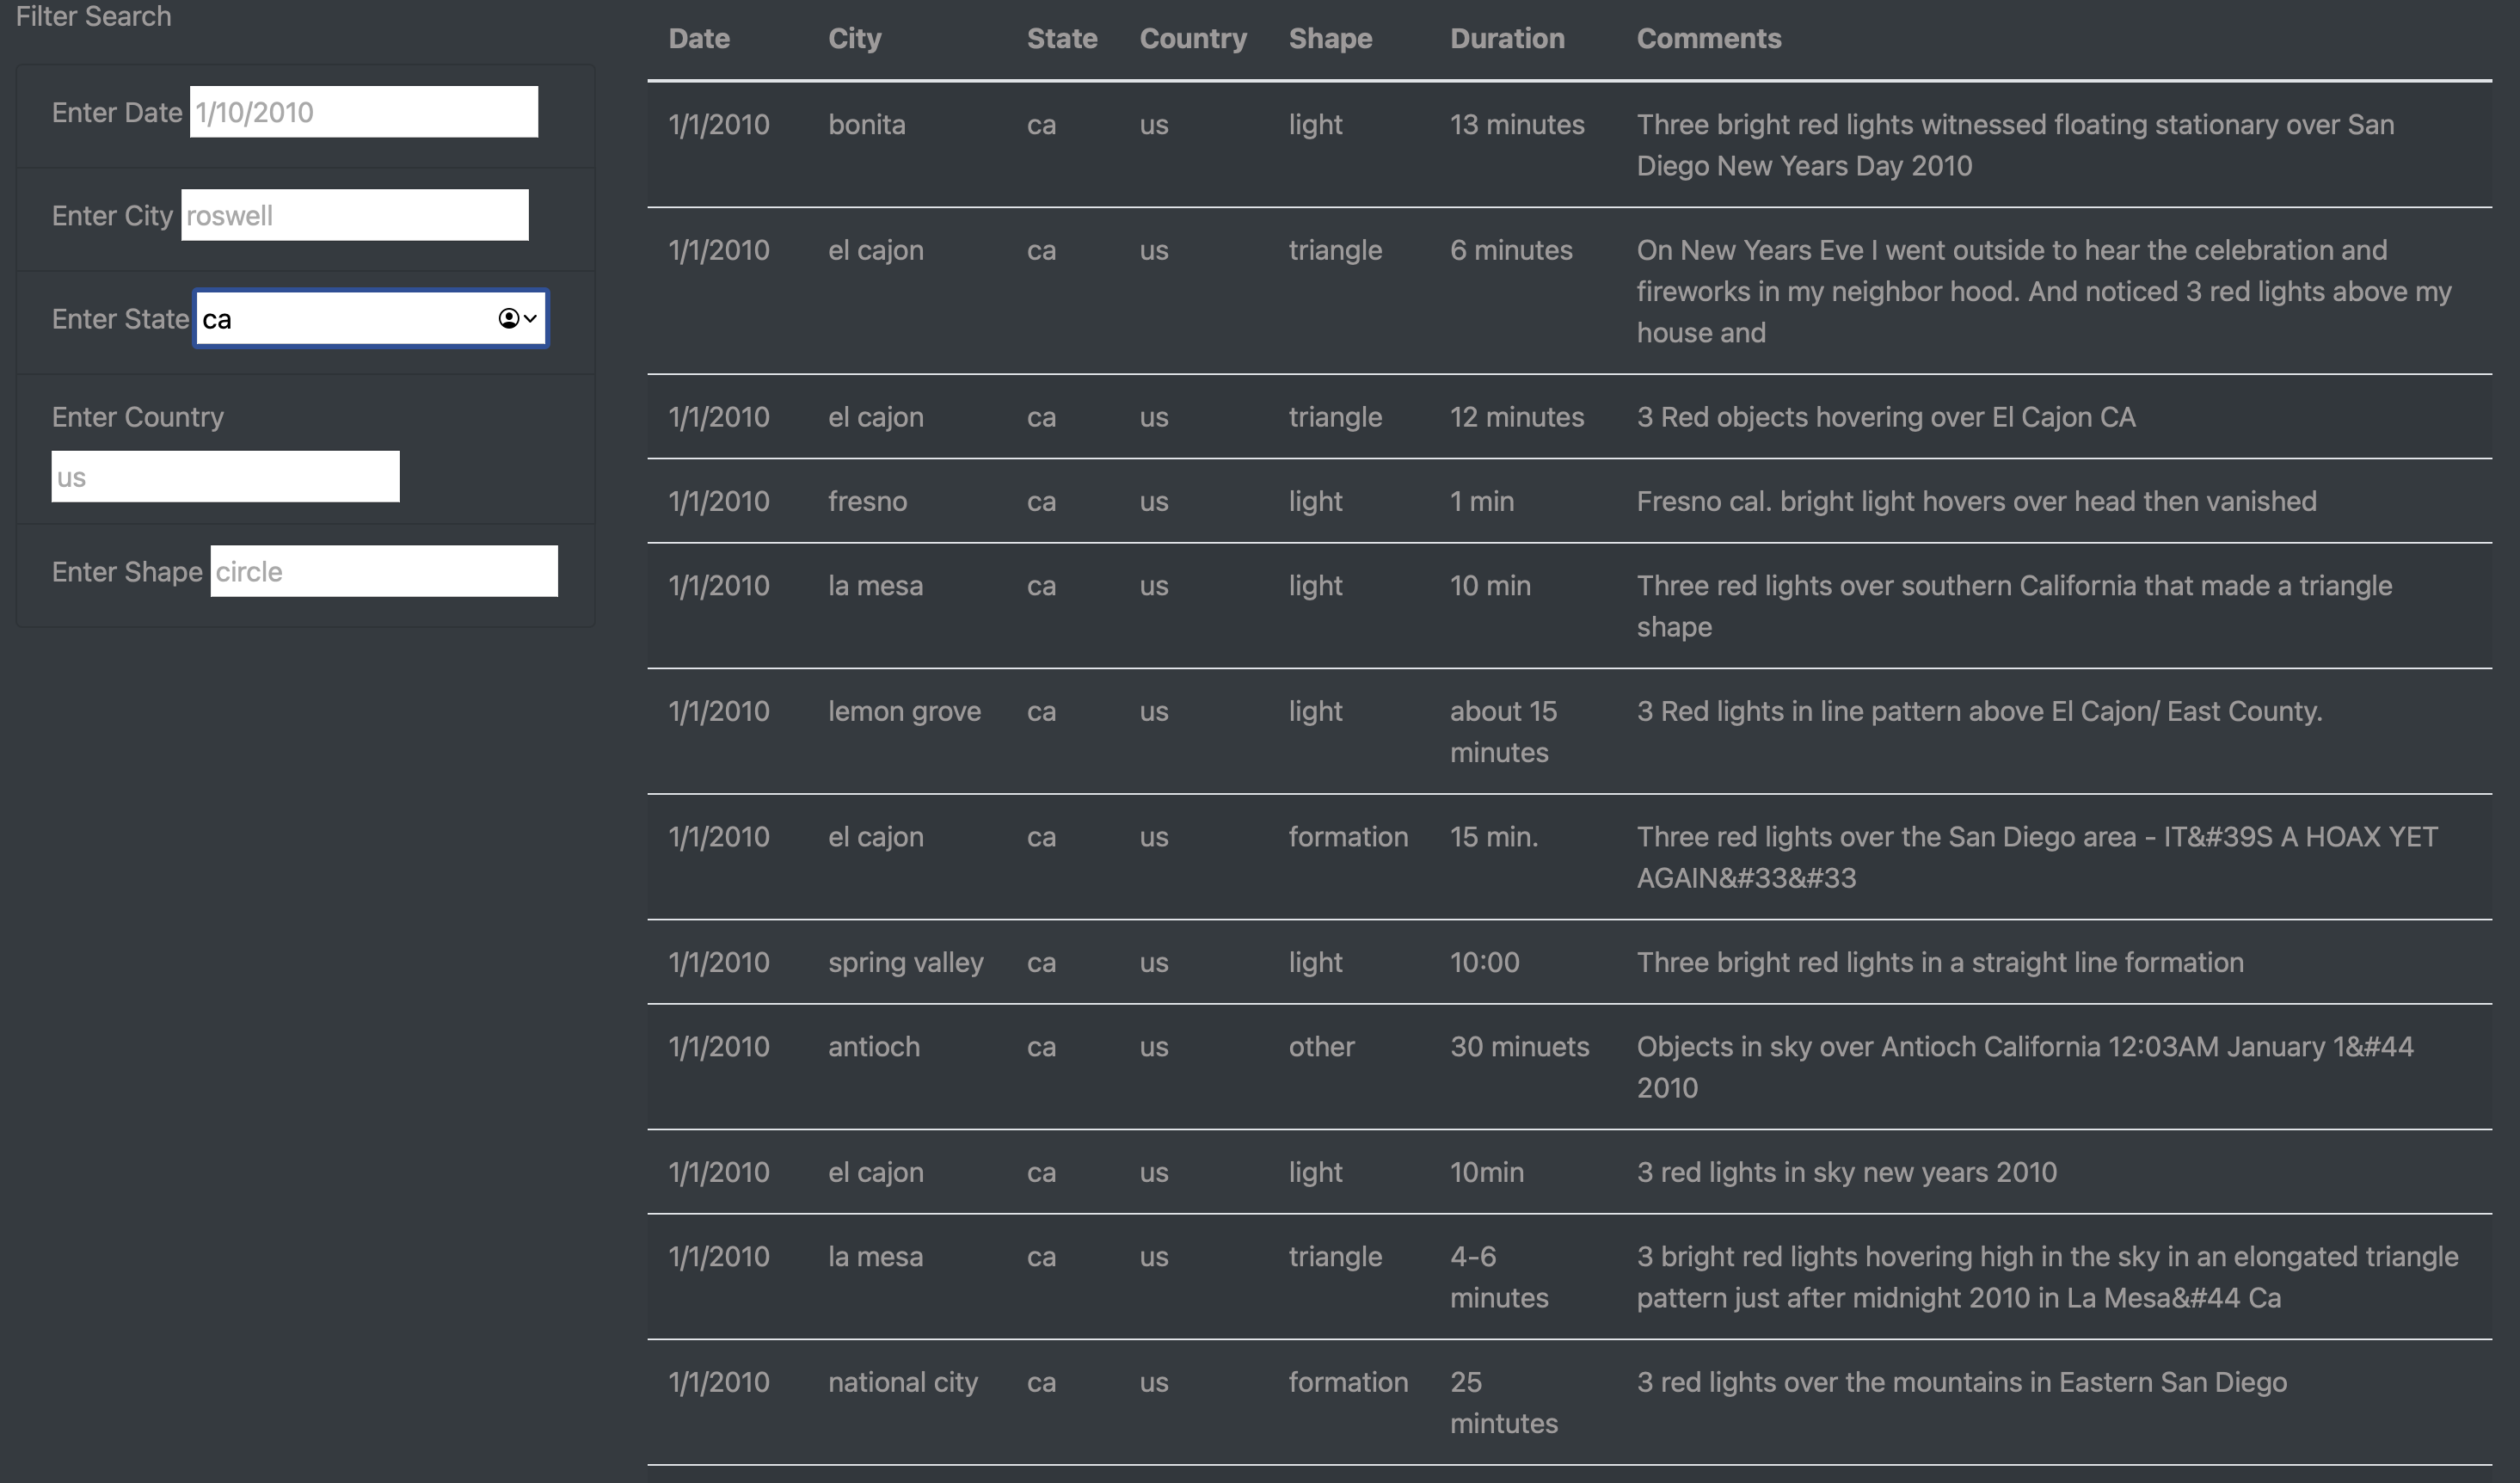 Filter Search
Enter Date 1/10/2010
Enter City roswell
Enter State ca
Enter Country
us
Enter Shape circle
Date City State Country Shape Duration Comments
1/1/2010 bonita ca us light 13 minutes Three bright red lights witnessed floating stationary over San
Diego New Years Day 2010
1/1/2010 el cajon ca us triangle 6 minutes On New Years Eve I went outside to hear the celebration and
fireworks in my neighbor hood. And noticed 3 red lights above my
house and
1/1/2010 el cajon ca us triangle 12 minutes 3 Red objects hovering over El Cajon CA
1/1/2010 fresno ca us light 1 min Fresno cal. bright light hovers over head then vanished
1/1/2010 la mesa ca us light 10 min Three red lights over southern California that made a triangle
shape
1/1/2010 lemon grove ca us light about 15 3 Red lights in line pattern above El Cajon/ East County.
minutes
1/1/2010 el cajon ca us formation 15 min. Three red lights over the San Diego area - IT&#39S A HOAX YET
AGAIN&#33&#33
1/1/2010 spring valley ca us light 10:00 Three bright red lights in a straight line formation
1/1/2010 antioch ca us other 30 minuets Objects in sky over Antioch California 12:03AM January 1&#44
2010
1/1/2010 el cajon ca us light 10min 3 red lights in sky new years 2010
1/1/2010 la mesa ca us triangle 4-6 3 bright red lights hovering high in the sky in an elongated triangle
minutes pattern just after midnight 2010 in La Mesa&#44 Ca
1/1/2010 national city ca us formation 25 3 red lights over the mountains in Eastern San Diego
mintutes